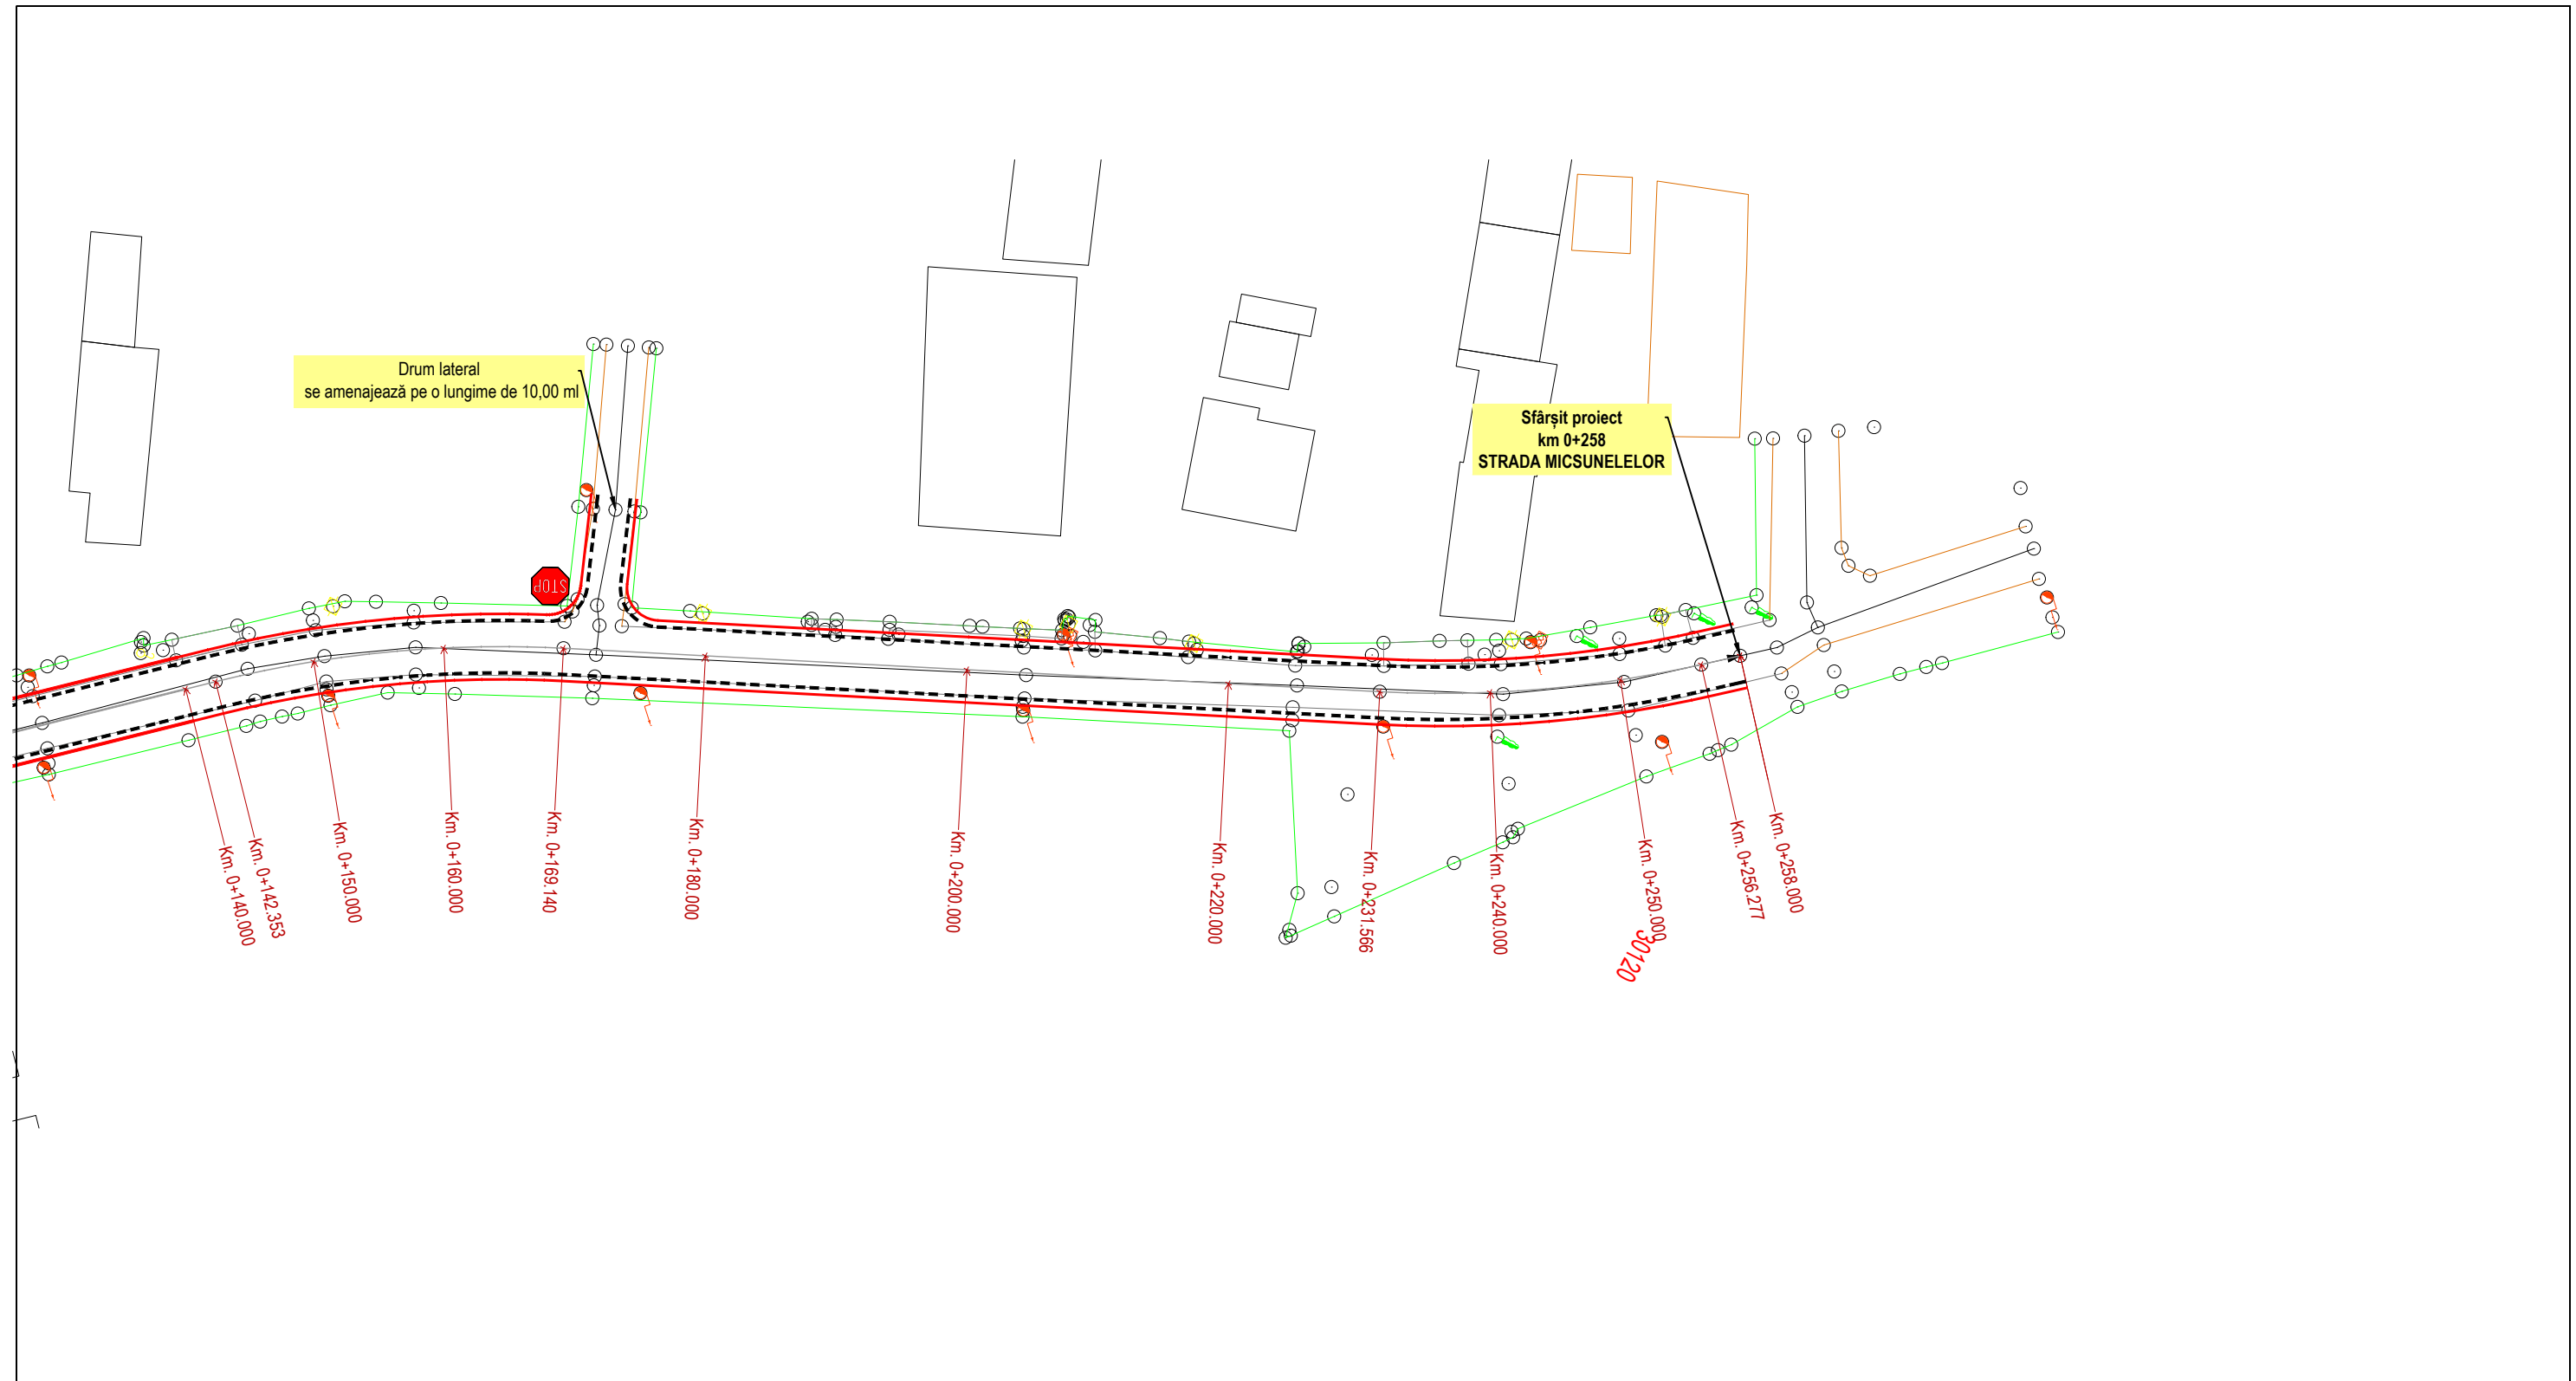 Drum lateral
se amenajează pe o lungime de 10,00 ml
Sfârșit proiect
km 0+258
STRADA MICSUNELELOR
STOP
Km. 0+140.000
Km. 0+142.353
Km. 0+150.000
Km. 0+160.000
Km. 0+169.140
Km. 0+180.000
Km. 0+200.000
Km. 0+220.000
Km. 0+231.566
Km. 0+240.000
Km. 0+250.000
Km. 0+256.277
Km. 0+258.000
30120